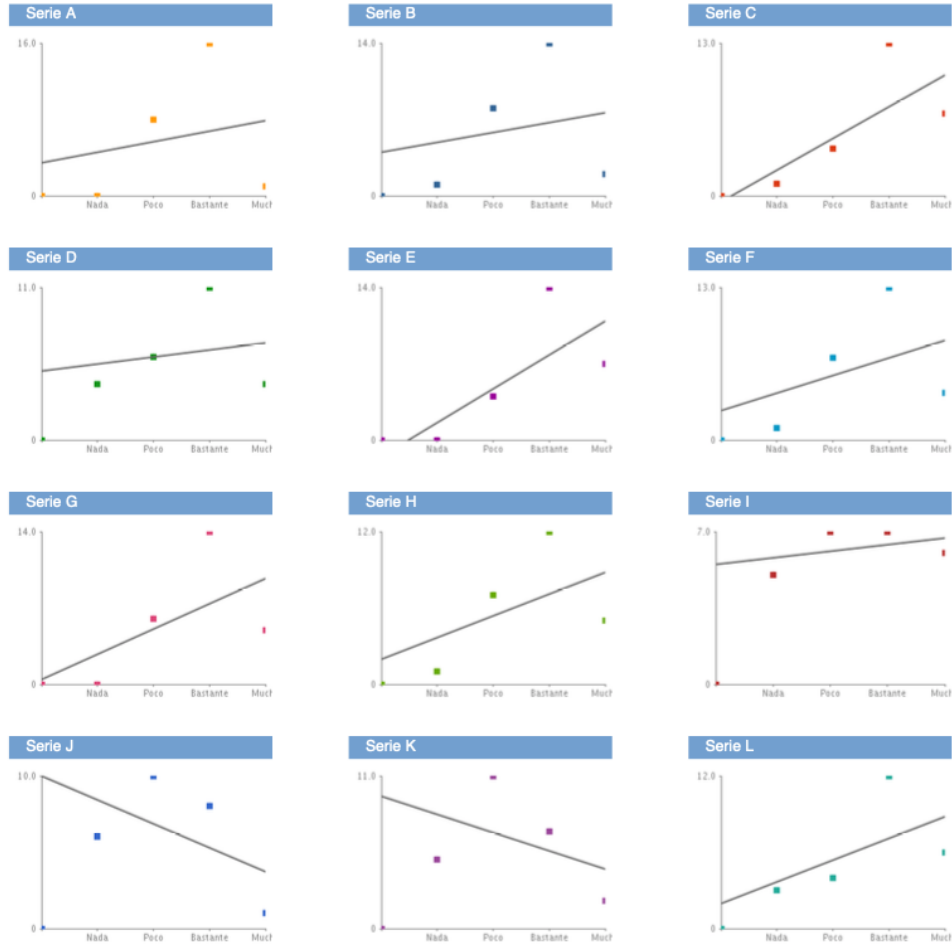 Serie A
Serie B
Serie C
16.0
14.0
13.0
0
0
0
Nada Poco Bastante Much
Nada Poco Bastante Much
Nada Poco Bastante Much
Serie D
Serie E
Serie F
11.0
14.0
13.0
0
0
0
Nada Poco Bastante Much
Nada Poco Bastante Much
Nada Poco Bastante Much
Serie G
Serie H
Serie I
14.0
12.0
7.0
0
0
0
Nada Poco Bastante Much
Nada Poco Bastante Much
Nada Poco Bastante Much
Serie J
Serie K
Serie L
10.0
11.0
12.0
0
0
0
Nada Poco Bastante Much
Nada Poco Bastante Much
Nada Poco Bastante Much